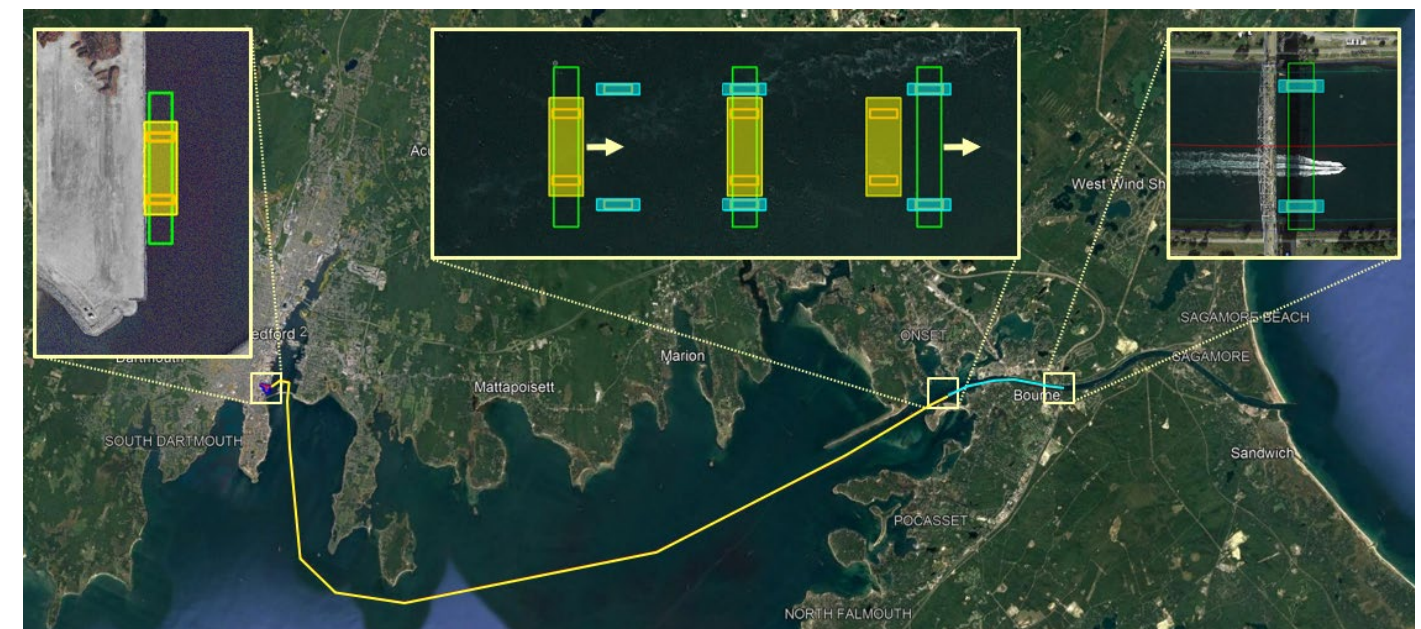 Acu
West Wind Sh
edford 2
Dartmouth
ONSET
SAGAMORE BEACH
SAGAMORE
Marion
Mattapoisett
Bourne
SOUTH DARTMOUTH
Sandwich
POCASSET
NORTH FALMOUTH